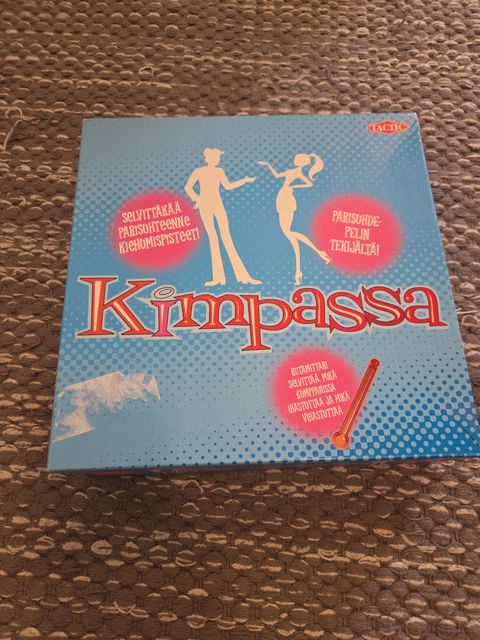 TACTIC
SELVITTÄKÄÄ
PARISUHTEENNE
KIEHUMISPISTEET!
PARISUHDE-
PELIN
TEKIJÄLTÄ!
Kimpassa
RIITAMITTARI
SELVITTÄÄ MIKÄ
KUMPPANISSA
IHASTUTTAA JA MIKÄ
VIHASTUTTAA